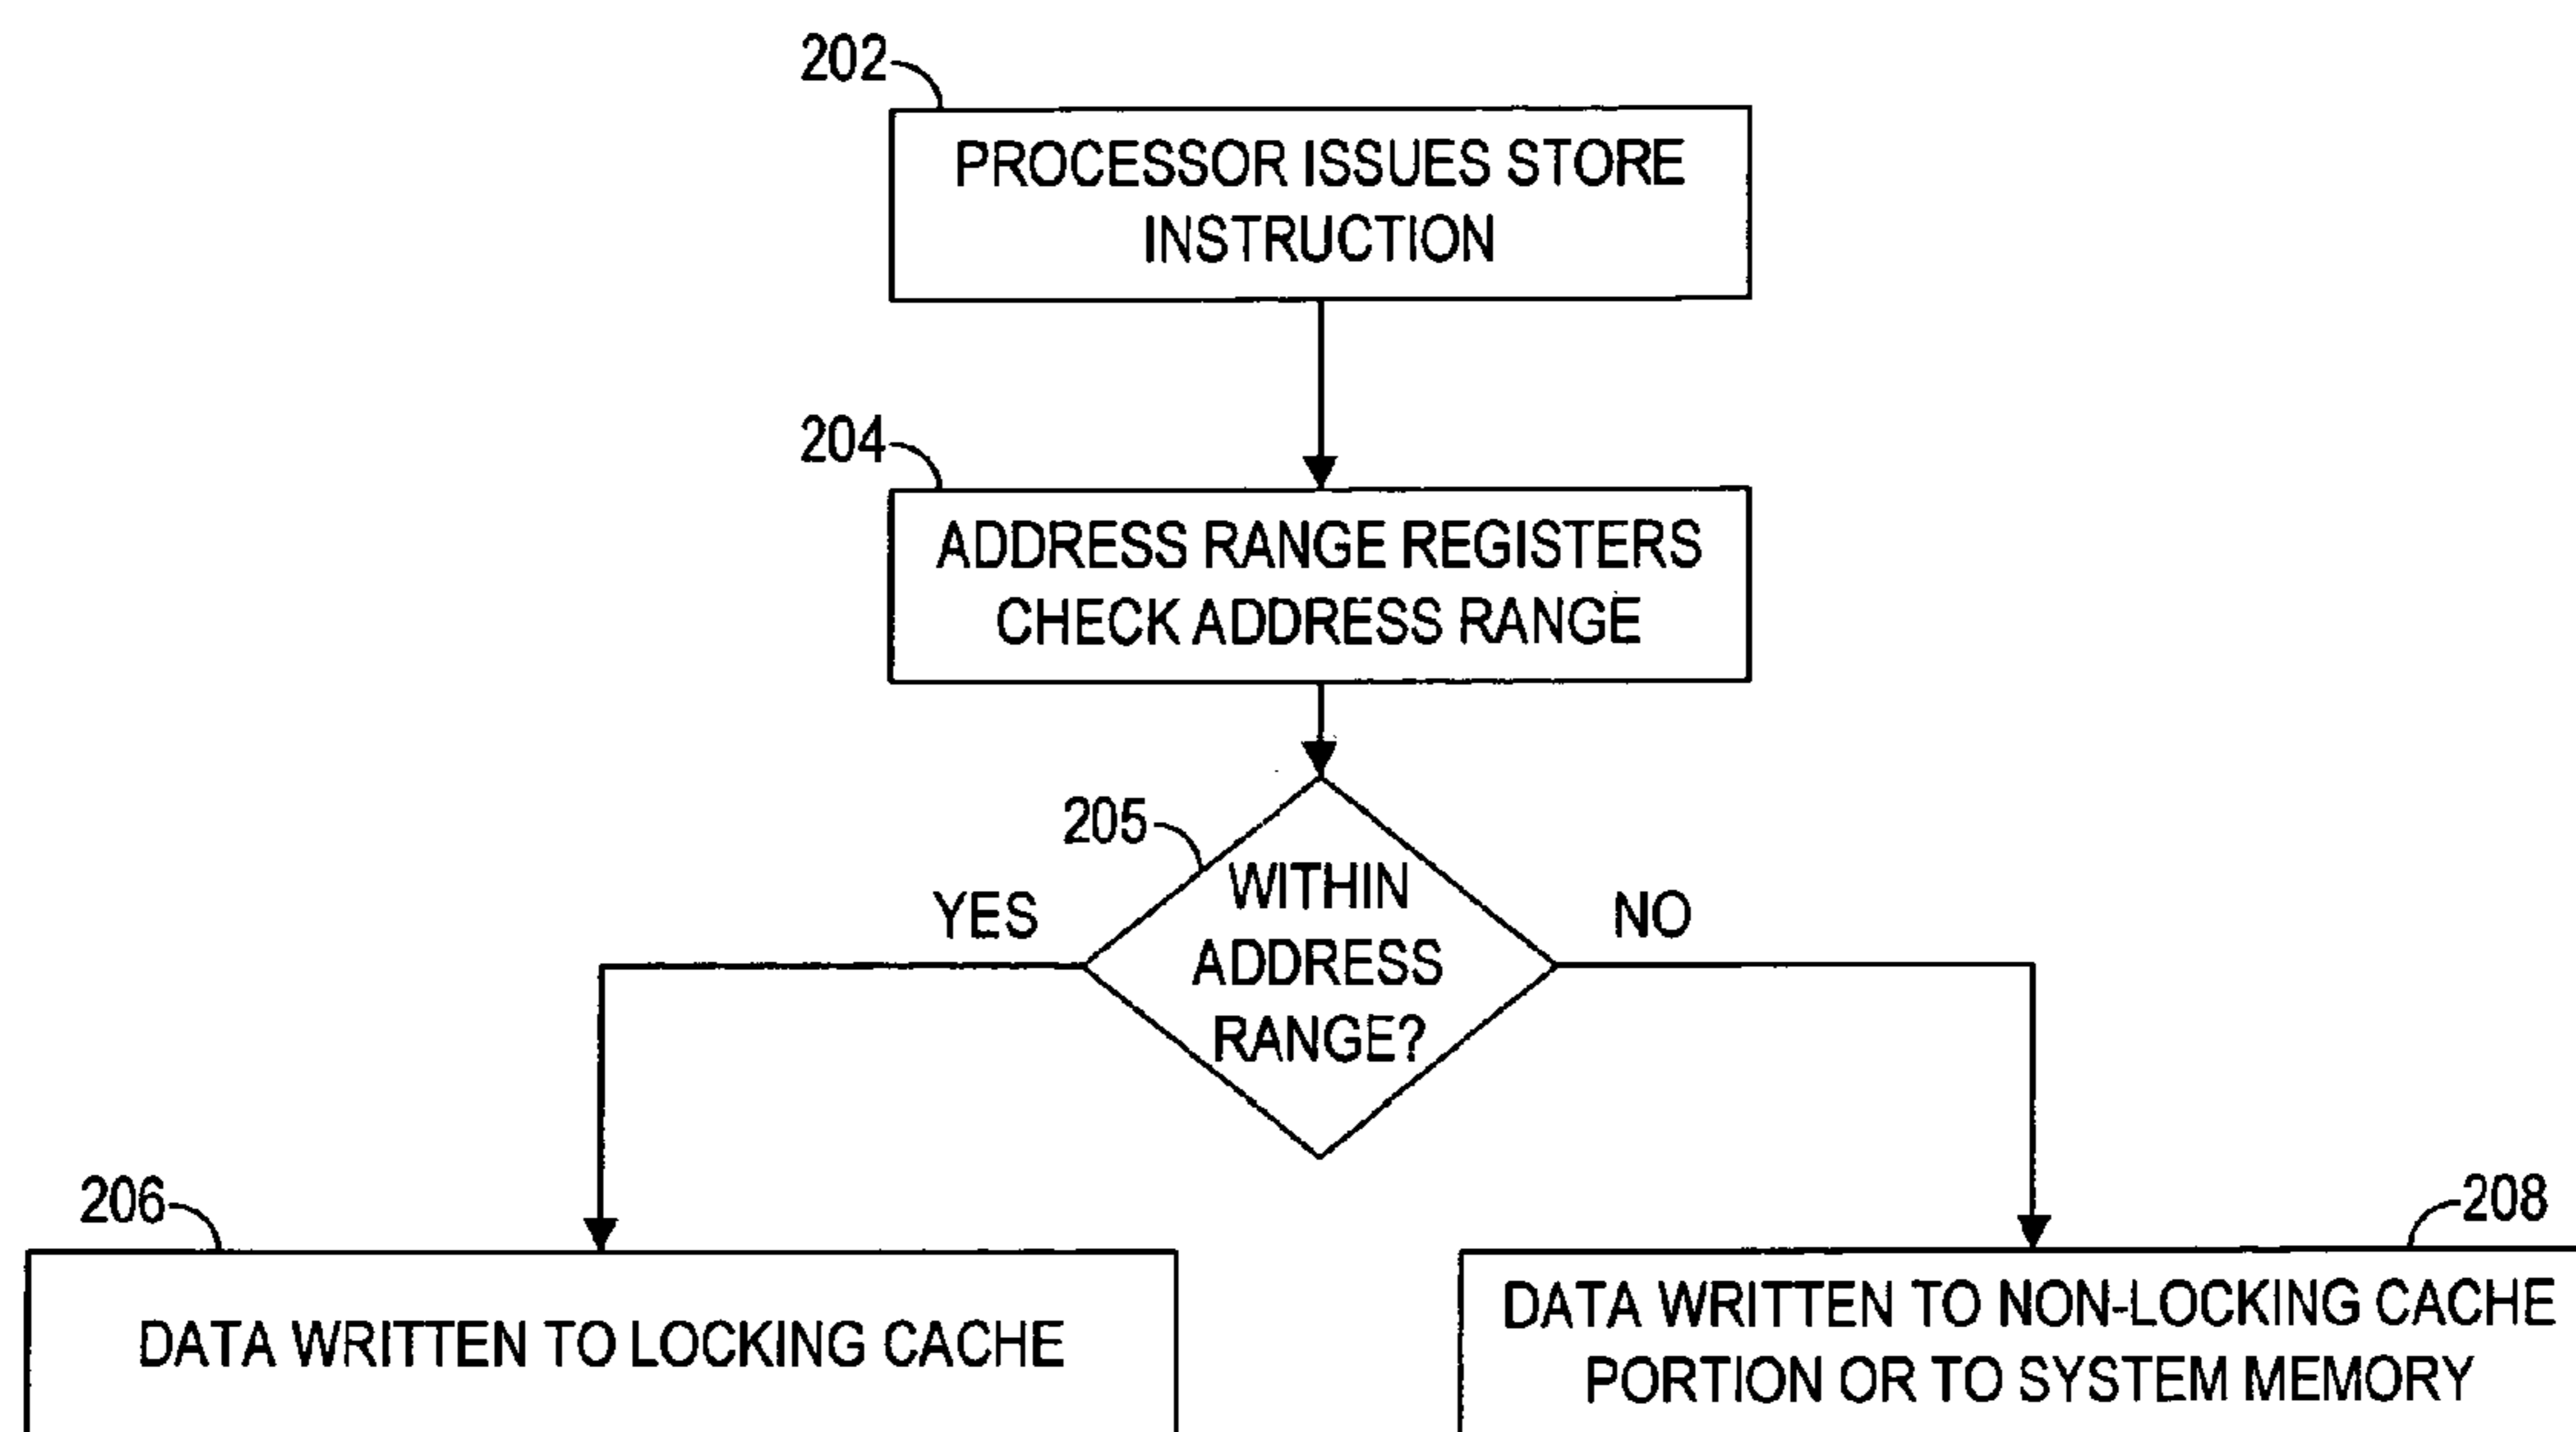 202
PROCESSOR ISSUES STORE
INSTRUCTION
204
ADDRESS RANGE REGISTERS
CHECK ADDRESS RANGE
205
WITHIN
ADDRESS
RANGE?
YES
NO
206
DATA WRITTEN TO LOCKING CACHE
208
DATA WRITTEN TO NON-LOCKING CACHE
PORTION OR TO SYSTEM MEMORY